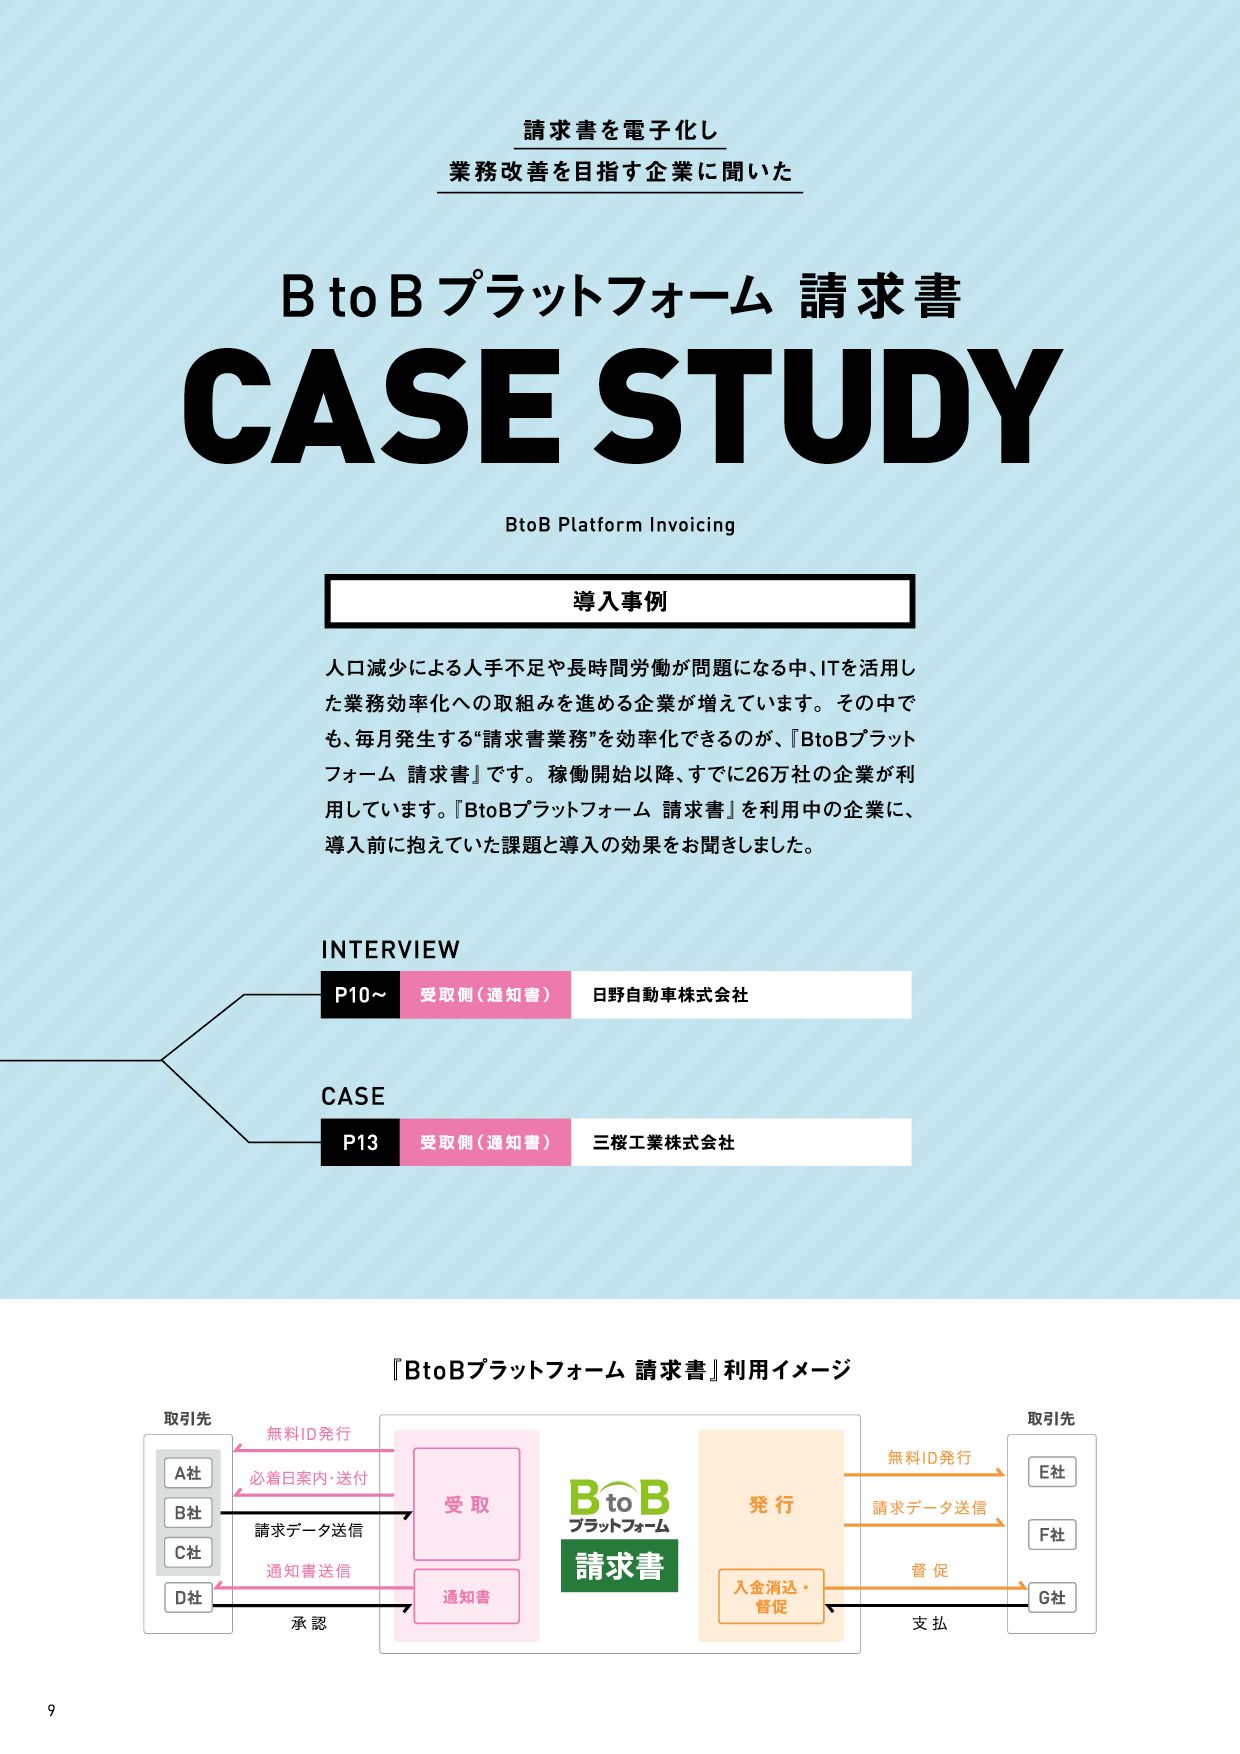 請求書を電子化し
業務改善を目指す企業に聞いた
BtoBプラットフォーム 請求書
CASE STUDY
BtoB Platform Invoicing
導入事例
人口減少による人手不足や長時間労働が問題になる中、ITを活用し
た業務効率化への取組みを進める企業が増えています。その中で
も、毎月発生する“請求書業務”を効率化できるのが、『BtoBプラット
フォーム 請求書』です。稼働開始以降、すでに26万社の企業が利
用しています。『BtoBプラットフォーム 請求書』を利用中の企業に、
導入前に抱えていた課題と導入の効果をお聞きしました。
INTERVIEW
P10～ 受取側（通知書） 日野自動車株式会社
CASE
P13 受取側（通知書） 三桜工業株式会社
『BtoBプラットフォーム 請求書』利用イメージ
取引先
A社
B社
C社
D社
無料ID発行
必着日案内・送付
請求データ送信
通知書送信
承認
受取
通知書
BtoB
プラットフォーム
請求書
発行
入金消込・
督促
無料ID発行
請求データ送信
督促
支払
取引先
E社
F社
G社
9